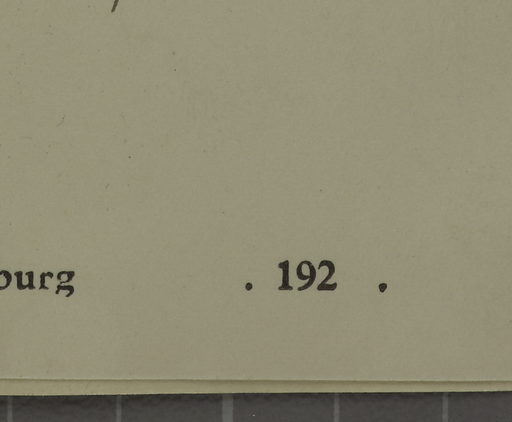 ourg . 192 .